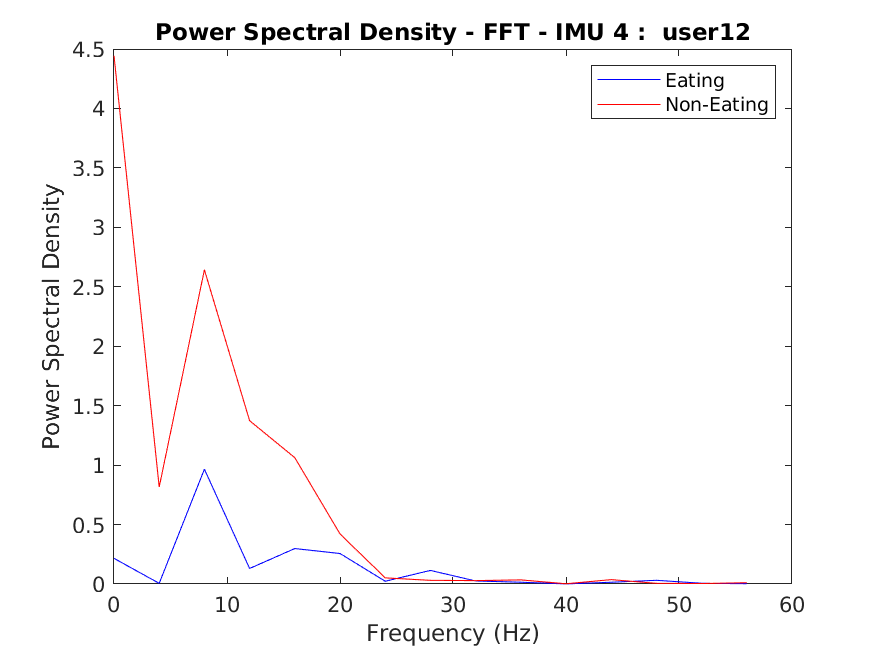 Power Spectral Density - FFT - IMU 4 :  user12
Eating
Non-Eating
Power Spectral Density
4.5
4
3.5
3
2.5
2
1.5
1
0.5
0
0 10 20 30 40 50 60
Frequency (Hz)